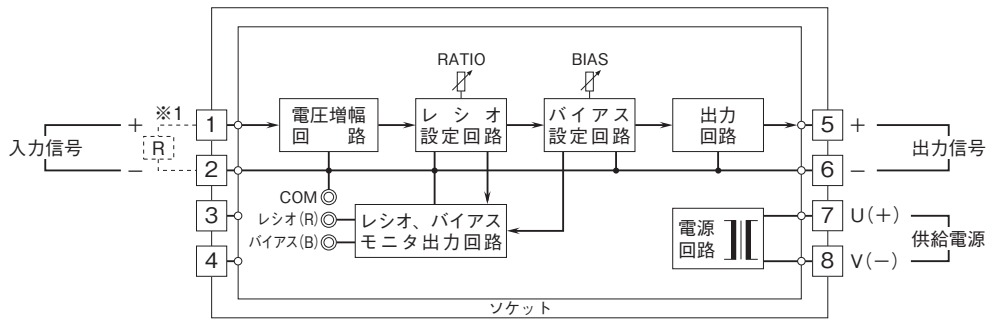 RATIO
BIAS
※1
R
入力信号
＋
－
1
2
3
4
電圧増幅
回　　路
レ シ オ
設定回路
バイアス
設定回路
出力
回路
COM
レシオ(R)
バイアス(B)
レシオ、バイアス
モニタ出力回路
電源
回路
5
6
7
8
＋
－
出力信号
U(＋)
V(－)
供給電源
ソケット